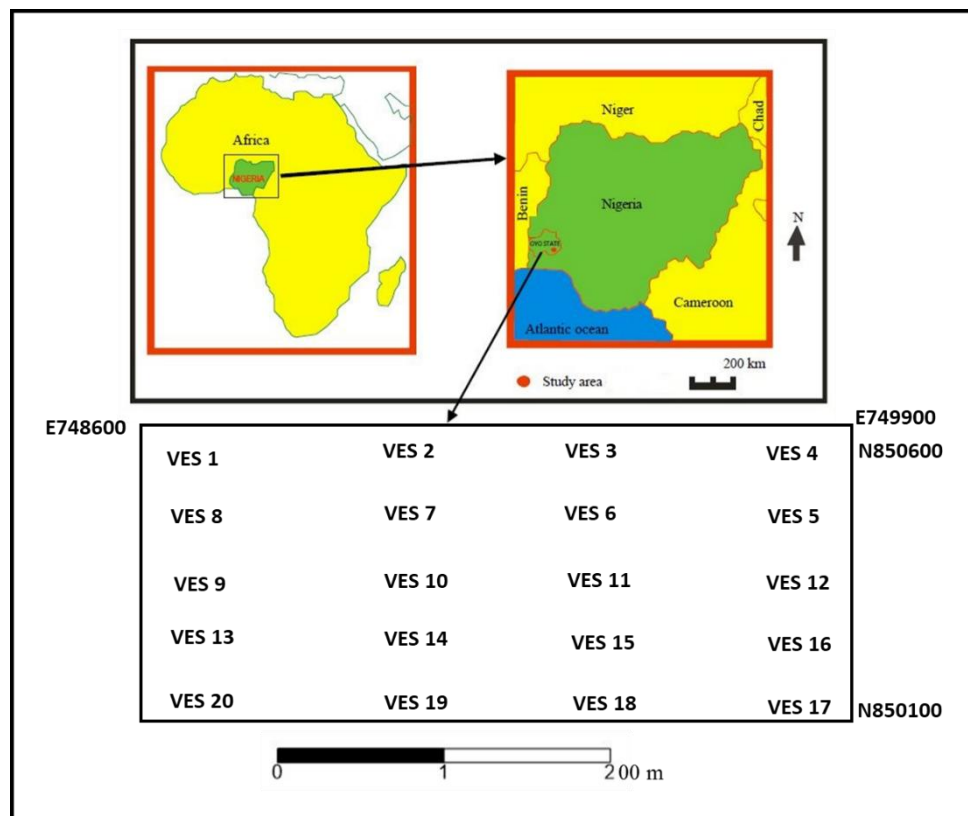 Africa
NIGERIA
Niger
Chad
Benin
Nigeria
OYO STATE
N
Cameroon
Atlantic ocean
200 km
Study area
E748600
E749900
VES 1
VES 2
VES 3
VES 4
N850600
VES 8
VES 7
VES 6
VES 5
VES 9
VES 10
VES 11
VES 12
VES 13
VES 14
VES 15
VES 16
VES 20
VES 19
VES 18
VES 17
N850100
0 1 200 m